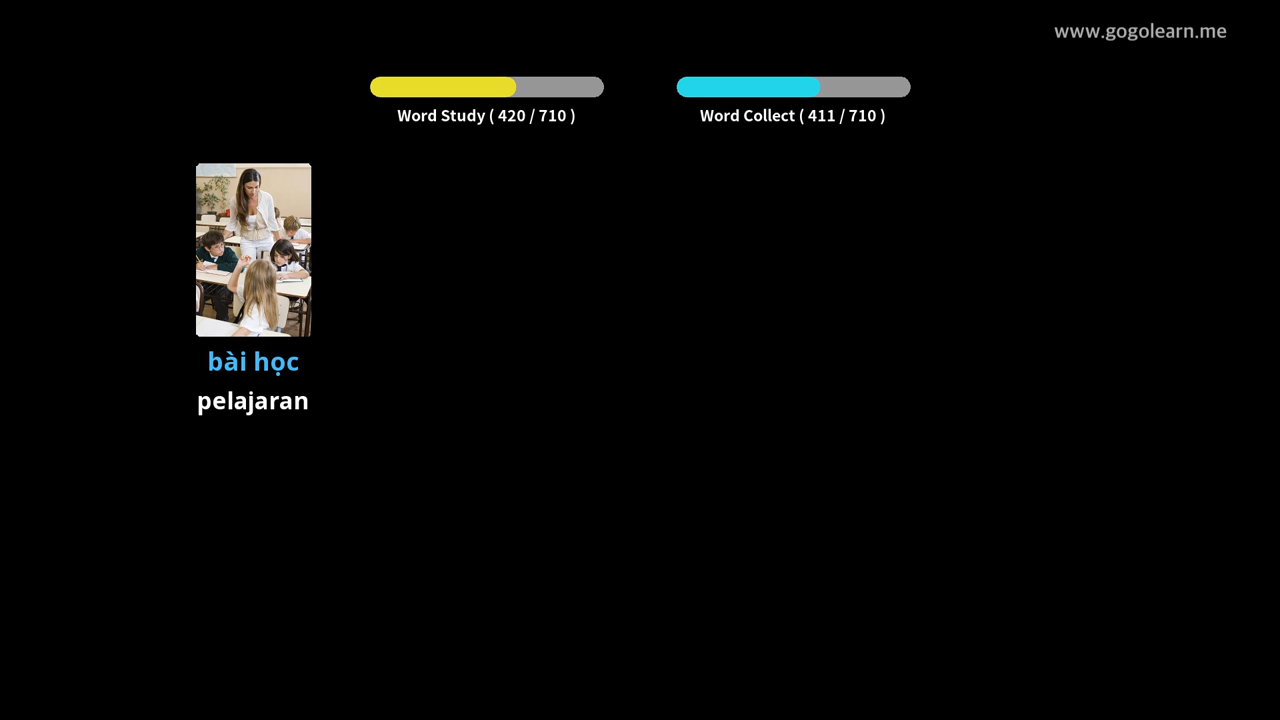 www.gogolearn.me
Word Study ( 420 / 710 )
Word Collect ( 411 / 710 )
bài học
pelajaran